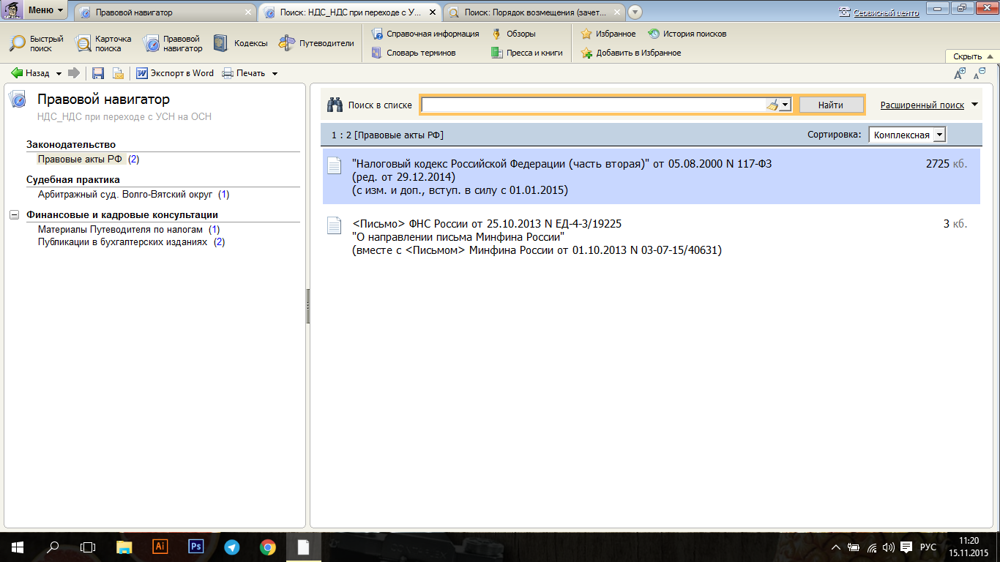 Меню
Правовой навигатор
Поиск: НДС_НДС при переходе с У...
Поиск: Порядок возмещения (зачет...
Сервисный центр
Быстрый поиск
Карточка поиска
Правовой навигатор
Кодексы
Путеводители
Справочная информация
Словарь терминов
Обзоры
Пресса и книги
Избранное
История поисков
Добавить в Избранное
Скрыть
Назад
Экспорт в Word
Печать
Правовой навигатор
НДС_НДС при переходе с УСН на ОСН
Законодательство
Правовые акты РФ (2)
Судебная практика
Арбитражный суд. Волго-Вятский округ (1)
Финансовые и кадровые консультации
Материалы Путеводителя по налогам (1)
Публикации в бухгалтерских изданиях (2)
Поиск в списке
Найти
Расширенный поиск
1 : 2 [Правовые акты РФ]
Сортировка: Комплексная
"Налоговый кодекс Российской Федерации (часть вторая)" от 05.08.2000 N 117-ФЗ 2725 кб.
(ред. от 29.12.2014)
(с изм. и доп., вступ. в силу с 01.01.2015)
<Письмо> ФНС России от 25.10.2013 N ЕД-4-3/19225 3 кб.
"О направлении письма Минфина России"
(вместе с <Письмом> Минфина России от 01.10.2013 N 03-07-15/40631)
Ai
Ps
РУС
11:20
15.11.2015